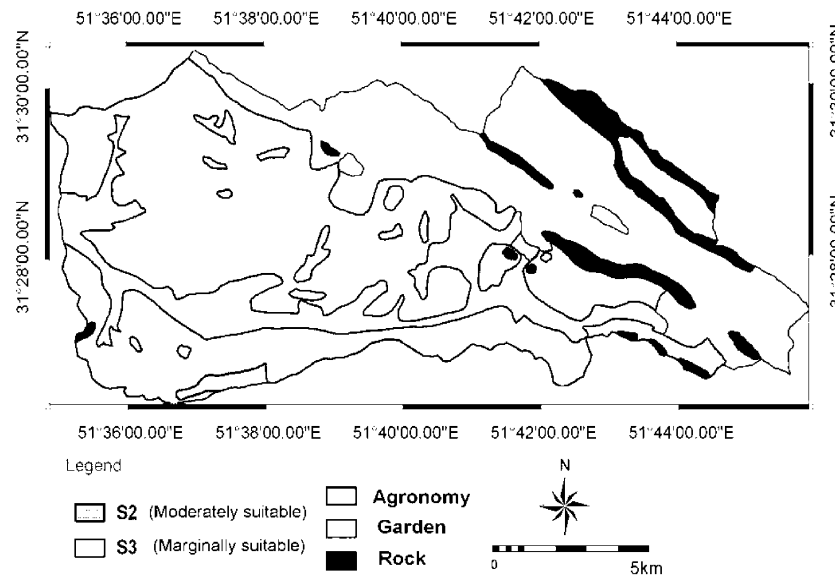 51°36'00.00"E 51°38'00.00"E 51°40'00.00"E 51°42'00.00"E 51°44'00.00"E
31°30'00.00"N
31°28'00.00"N
51°36'00.00"E 51°38'00.00"E 51°40'00.00"E 51°42'00.00"E 51°44'00.00"E
Legend
S2 (Moderately suitable)
S3 (Marginally suitable)
Agronomy
Garden
Rock
N
0 5km